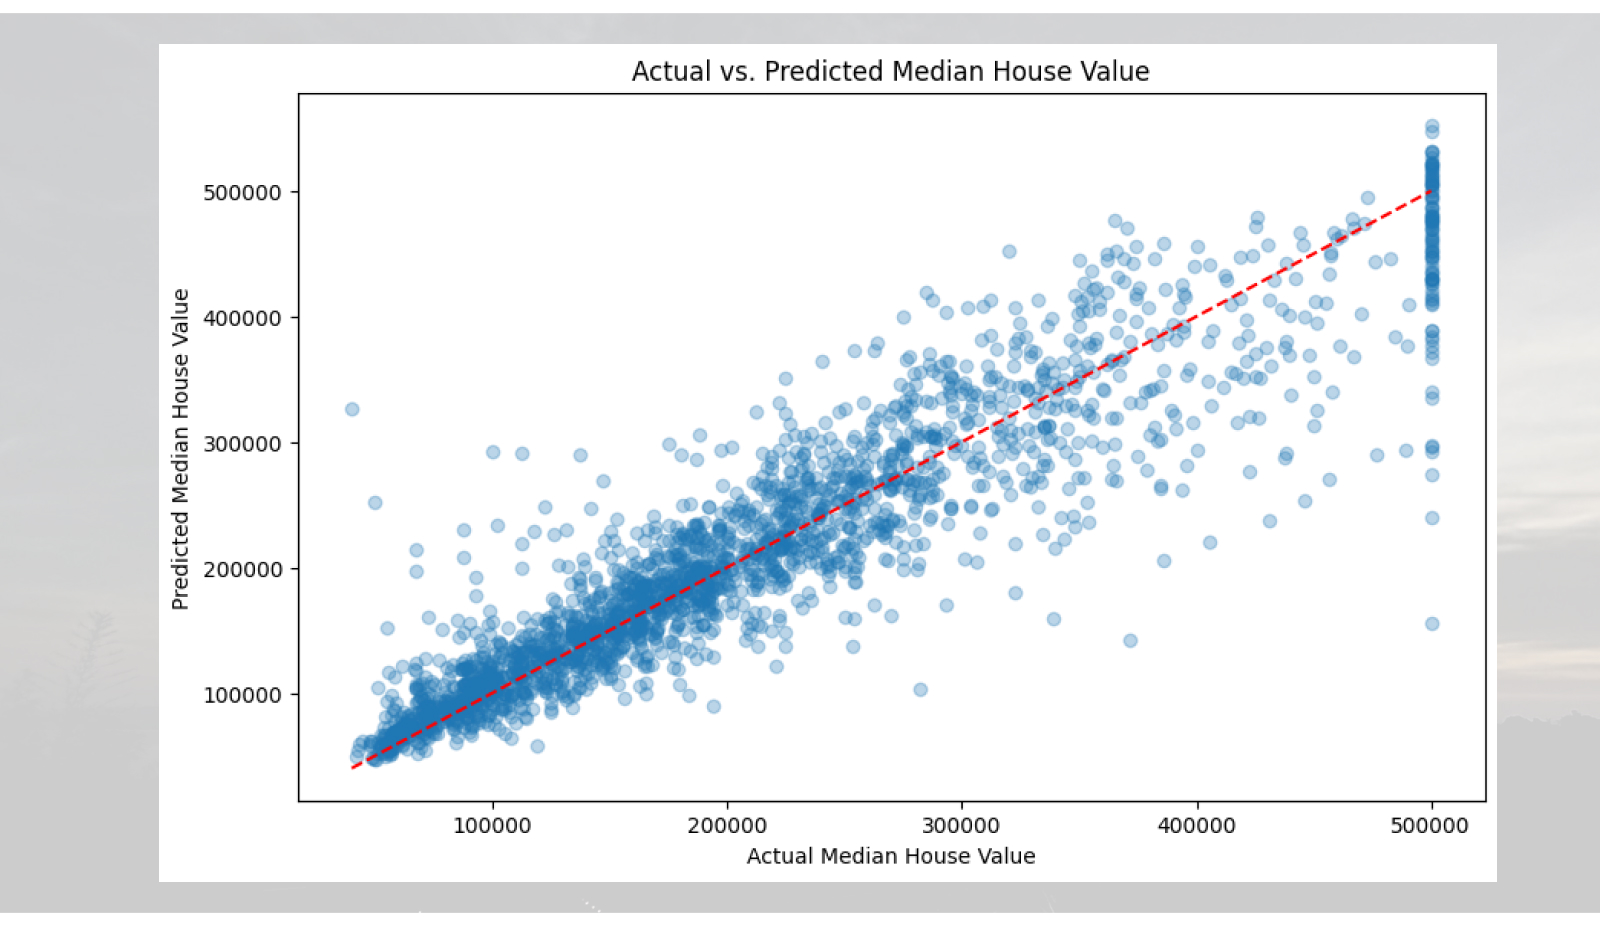 Actual vs. Predicted Median House Value
Predicted Median House Value
500000
400000
300000
200000
100000
100000 200000 300000 400000 500000
Actual Median House Value